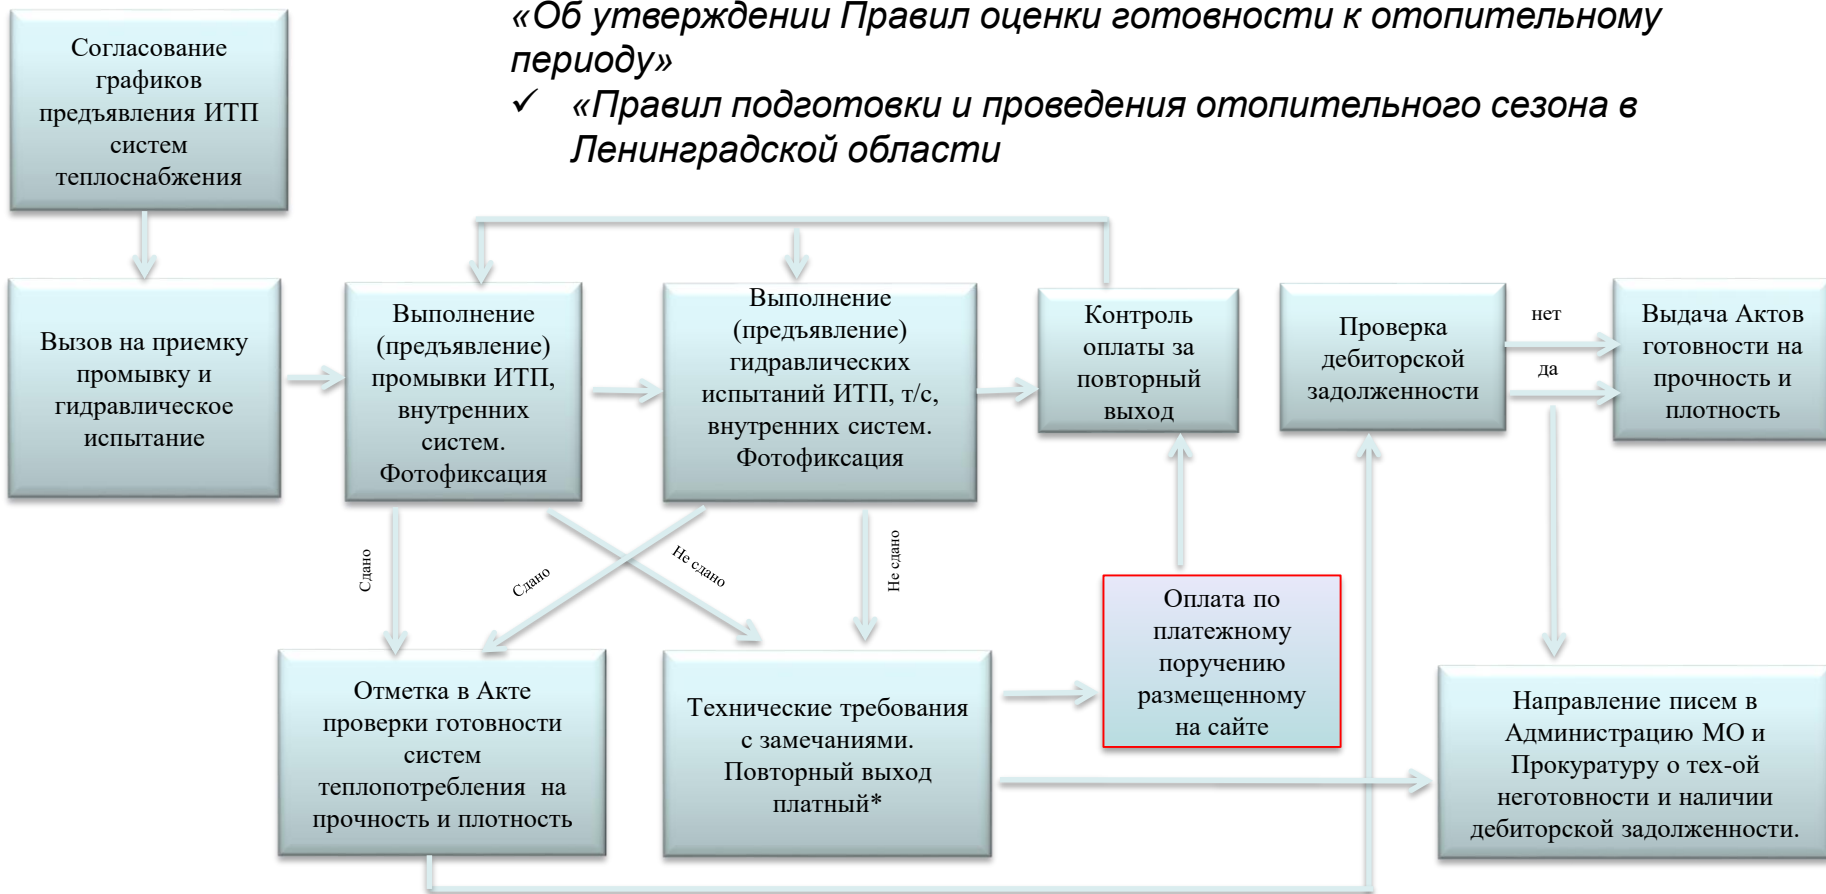 «Об утверждении Правил оценки готовности к отопительному
периоду»
✓ «Правил подготовки и проведения отопительного сезона в
Ленинградской области
Согласование
графиков
предъявления ИТП
систем
теплоснабжения
Вызов на приемку
промывку и
гидравлическое
испытание
Выполнение
(предъявление)
промывки ИТП,
внутренних
систем.
Фотофиксация
Выполнение
(предъявление)
гидравлических
испытаний ИТП, т/с,
внутренних систем.
Фотофиксация
Контроль
оплаты за
повторный
выход
Проверка
дебиторской
задолженности
нет
да
Выдача Актов
готовности на
прочность и
плотность
Сдано
Сдано
Не сдано
Не сдано
Отметка в Акте
проверки готовности
систем
теплопотребления на
прочность и плотность
Технические требования
с замечаниями.
Повторный выход
платный*
Оплата по
платежному
поручению
размещенному
на сайте
Направление писем в
Администрацию МО и
Прокуратуру о тех-ой
неготовности и наличии
дебиторской задолженности.